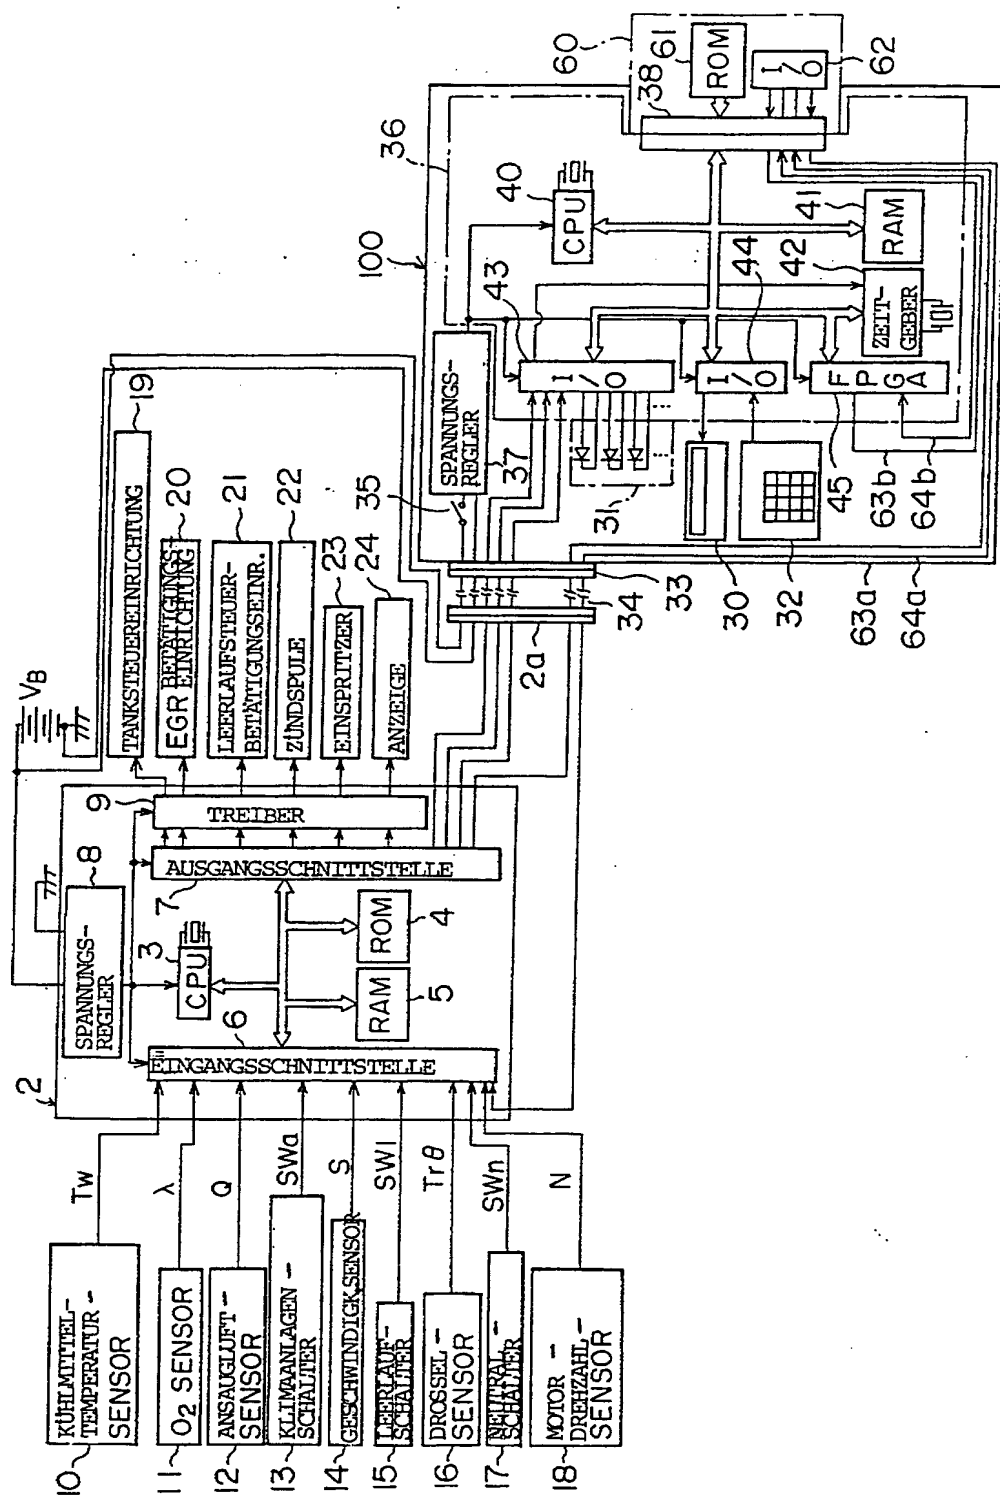 10
KÜHLMITTEL-
TEMPERATUR-
SENSOR
Tw
11
O2 SENSOR
λ
12
ANSAUGLUFT-
SENSOR
Q
13
KLIMAANLAGEN-
SCHALTER
SWa
14
GESCHWINDIGK.SENSOR
S
15
LEERLAUF-
SCHALTER
SWI
16
DROSSEL-
SENSOR
Trθ
17
NEUTRAL-
SCHALTER
SWn
18
MOTOR-
DREHZAHL-
SENSOR
N
2
SPANNUNGS-
REGLER
8
EINGANGSSCHNITTSTELLE
6
CPU
3
RAM
5
ROM
4
AUSGANGSSCHNITTSTELLE
7
TREIBER
9
VB
TANKSTEUEREINRICHTUNG
19
EGR BETÄTIGUNGS-
EINRICHTUNG
20
LEERLAUFSTEUER-
BETÄTIGUNGSEINR.
21
ZÜNDSPULE
22
EINSPRITZER
23
ANZEIGE
24
2a
34
33
35
SPANNUNGS-
REGLER
37
100
36
43
I/O
31
30
32
I/O
44
FPGA
45
63b
64b
63a
64a
CPU
40
RAM
41
ZEIT-
GEBER
42
38
60
ROM
61
I/O
62